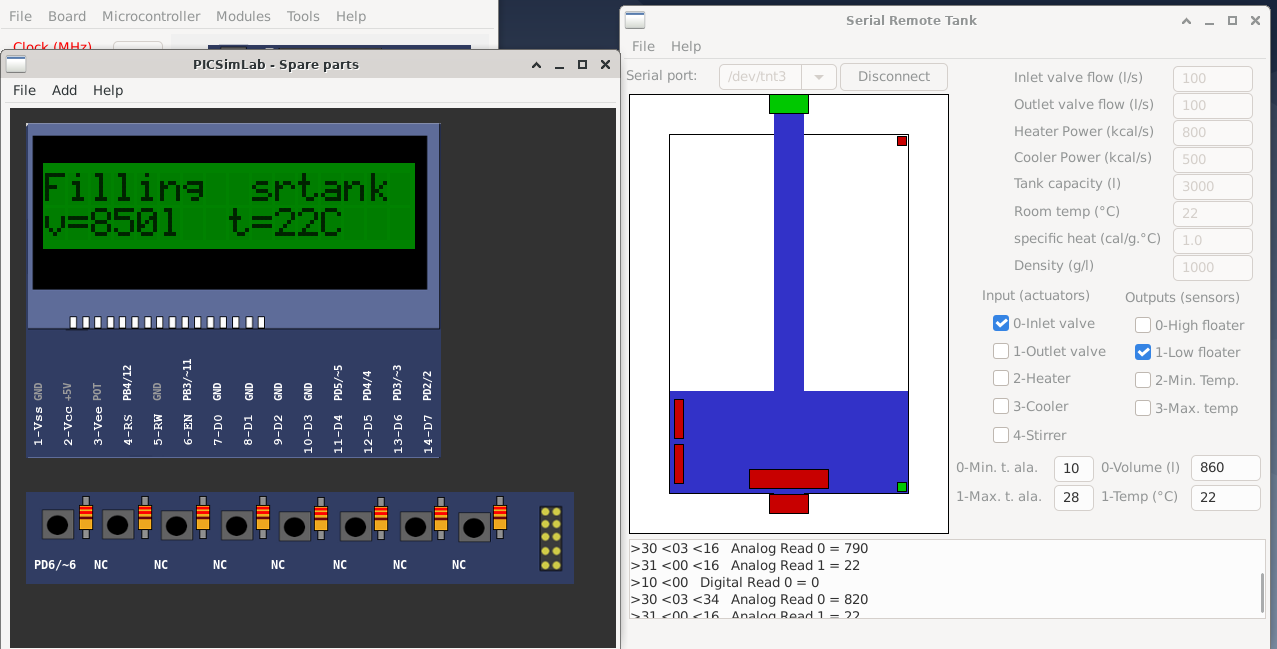 File Board Microcontroller Modules Tools Help
Clock (MHz)
PICSimLab - Spare parts
File Add Help
Filling srtank
v=850l t=22C
1-Vss GND
2-Vcc +5V
3-Vee POT
4-RS PB4/12
5-RW GND
6-EN PB3/~11
7-D0 GND
8-D1 GND
9-D2 GND
10-D3 GND
11-D4 PD5/~5
12-D5 PD4/4
13-D6 PD3/~3
14-D7 PD2/2
PD6/~6 NC NC NC NC NC NC NC
Serial Remote Tank
File Help
Serial port: /dev/tnt3 Disconnect
Inlet valve flow (l/s) 100
Outlet valve flow (l/s) 100
Heater Power (kcal/s) 800
Cooler Power (kcal/s) 500
Tank capacity (l) 3000
Room temp (°C) 22
specific heat (cal/g.°C) 1.0
Density (g/l) 1000
Input (actuators) Outputs (sensors)
0-Inlet valve 0-High floater
1-Outlet valve 1-Low floater
2-Heater 2-Min. Temp.
3-Cooler 3-Max. temp
4-Stirrer
0-Min. t. ala. 10 0-Volume (l) 860
1-Max. t. ala. 28 1-Temp (°C) 22
>30 <03 <16 Analog Read 0 = 790
>31 <00 <16 Analog Read 1 = 22
>10 <00 Digital Read 0 = 0
>30 <03 <34 Analog Read 0 = 820
>31 <00 <16 Analog Read 1 = 22